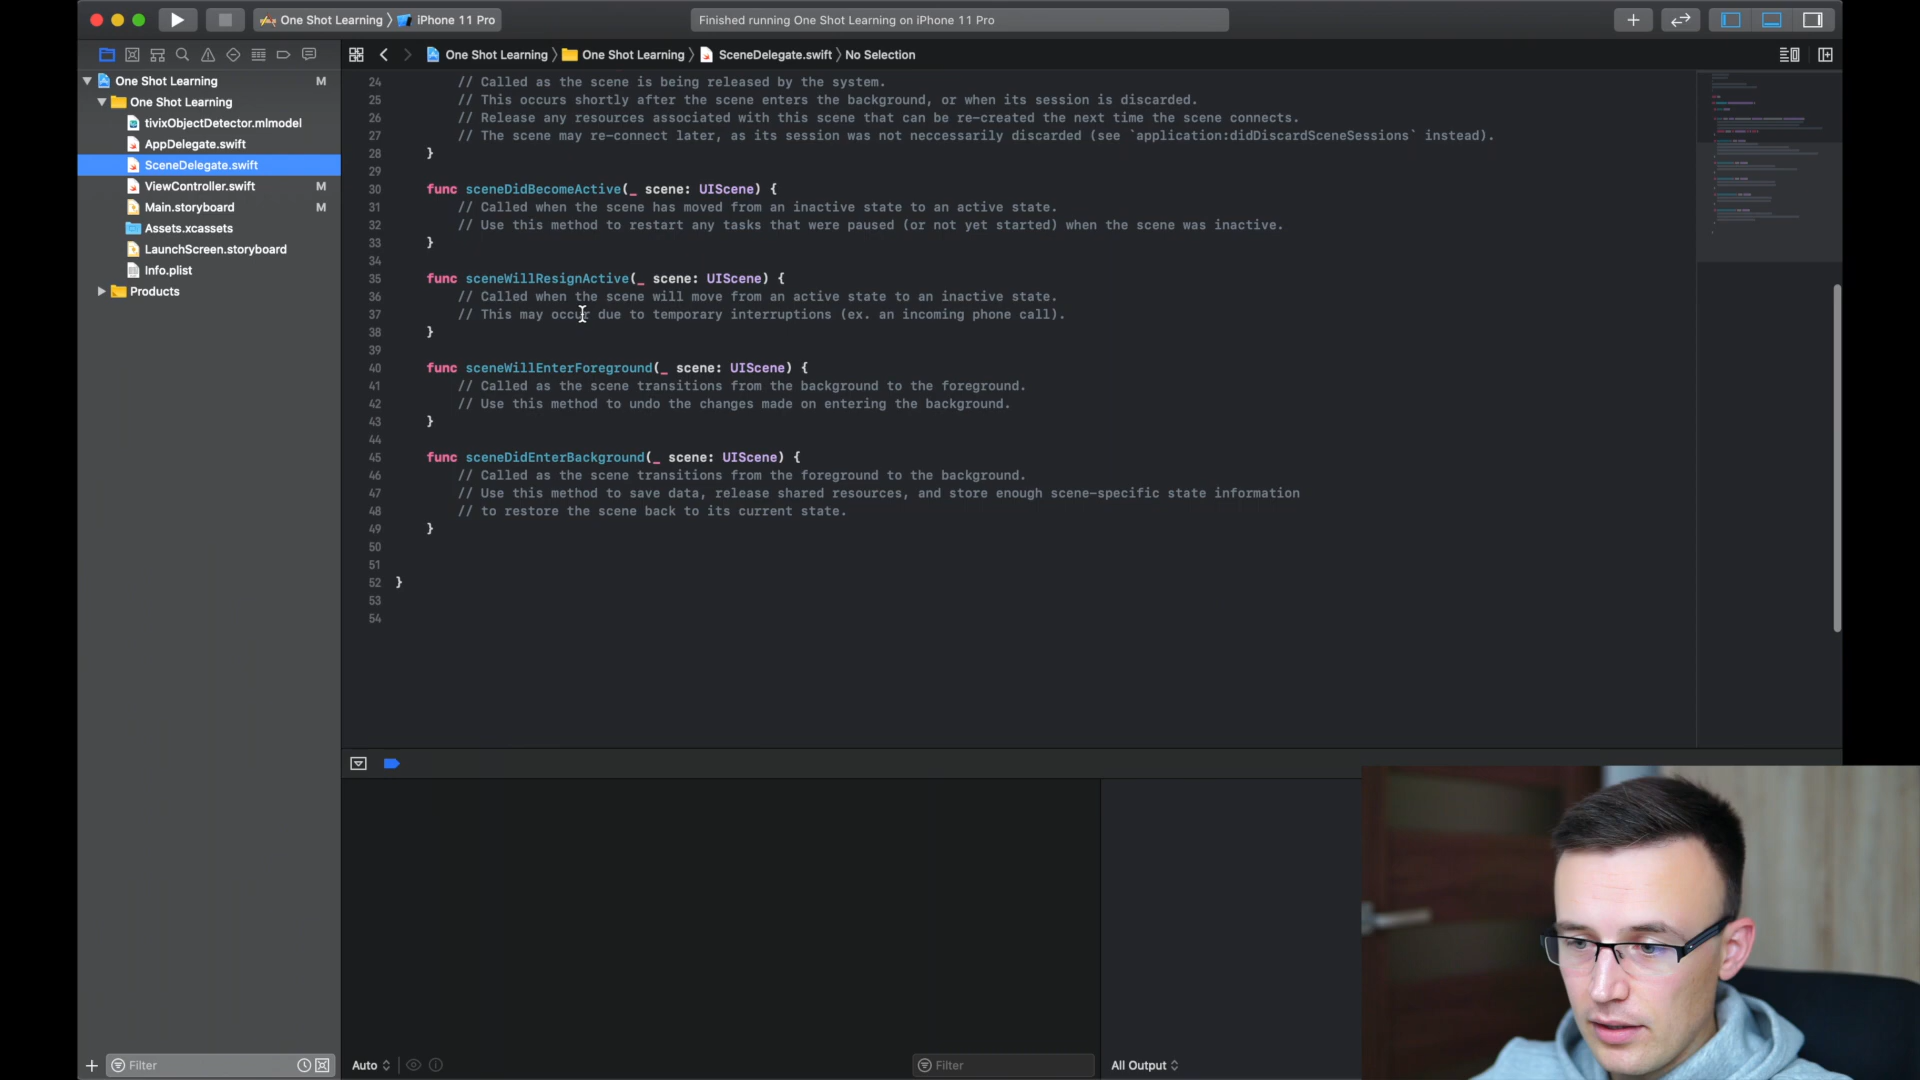 One Shot Learning
iPhone 11 Pro
Finished running One Shot Learning on iPhone 11 Pro
One Shot Learning
One Shot Learning
SceneDelegate.swift
No Selection
One Shot Learning M
One Shot Learning
tivixObjectDetector.mlmodel
AppDelegate.swift
SceneDelegate.swift
ViewController.swift M
Main.storyboard M
Assets.xcassets
LaunchScreen.storyboard
Info.plist
Products
24 // Called as the scene is being released by the system.
25 // This occurs shortly after the scene enters the background, or when its session is discarded.
26 // Release any resources associated with this scene that can be re-created the next time the scene connects.
27 // The scene may re-connect later, as its session was not neccessarily discarded (see `application:didDiscardSceneSessions` instead).
28 }
29
30 func sceneDidBecomeActive(_ scene: UIScene) {
31 // Called when the scene has moved from an inactive state to an active state.
32 // Use this method to restart any tasks that were paused (or not yet started) when the scene was inactive.
33 }
34
35 func sceneWillResignActive(_ scene: UIScene) {
36 // Called when the scene will move from an active state to an inactive state.
37 // This may occur due to temporary interruptions (ex. an incoming phone call).
38 }
39
40 func sceneWillEnterForeground(_ scene: UIScene) {
41 // Called as the scene transitions from the background to the foreground.
42 // Use this method to undo the changes made on entering the background.
43 }
44
45 func sceneDidEnterBackground(_ scene: UIScene) {
46 // Called as the scene transitions from the foreground to the background.
47 // Use this method to save data, release shared resources, and store enough scene-specific state information
48 // to restore the scene back to its current state.
49 }
50
51
52 }
53
54
Filter
Auto
Filter
All Output